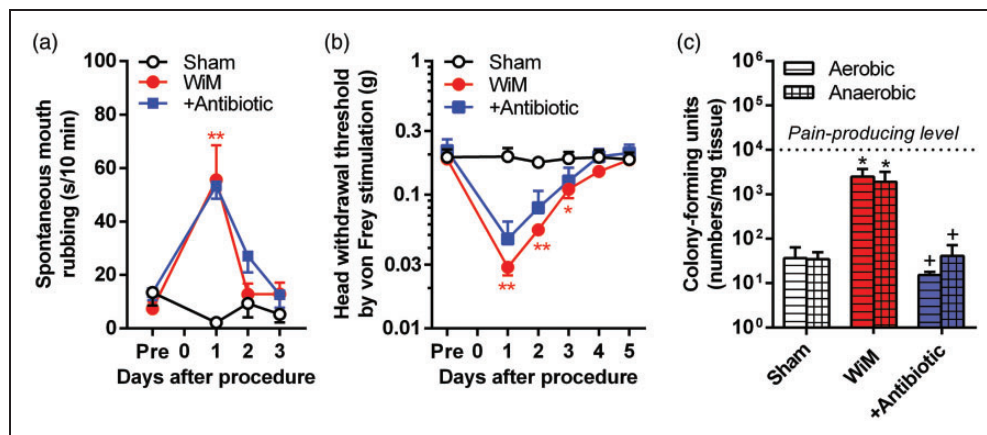 (a)
Sham
WiM
+Antibiotic
Spontaneous mouth
rubbing (s/10 min)
100
80
60
40
20
0
**
Pre 0 1 2 3
Days after procedure
(b)
Sham
WiM
+Antibiotic
Head withdrawal threshold
by von Frey stimulation (g)
1
0.3
0.1
0.03
0.01
**
**
*
Pre 0 1 2 3 4 5
Days after procedure
(c)
Aerobic
Anaerobic
Colony-forming units
(numbers/mg tissue)
10⁶
10⁵
10⁴
10³
10²
10¹
10⁰
Pain-producing level
* *
+ +
Sham
WiM
+Antibiotic